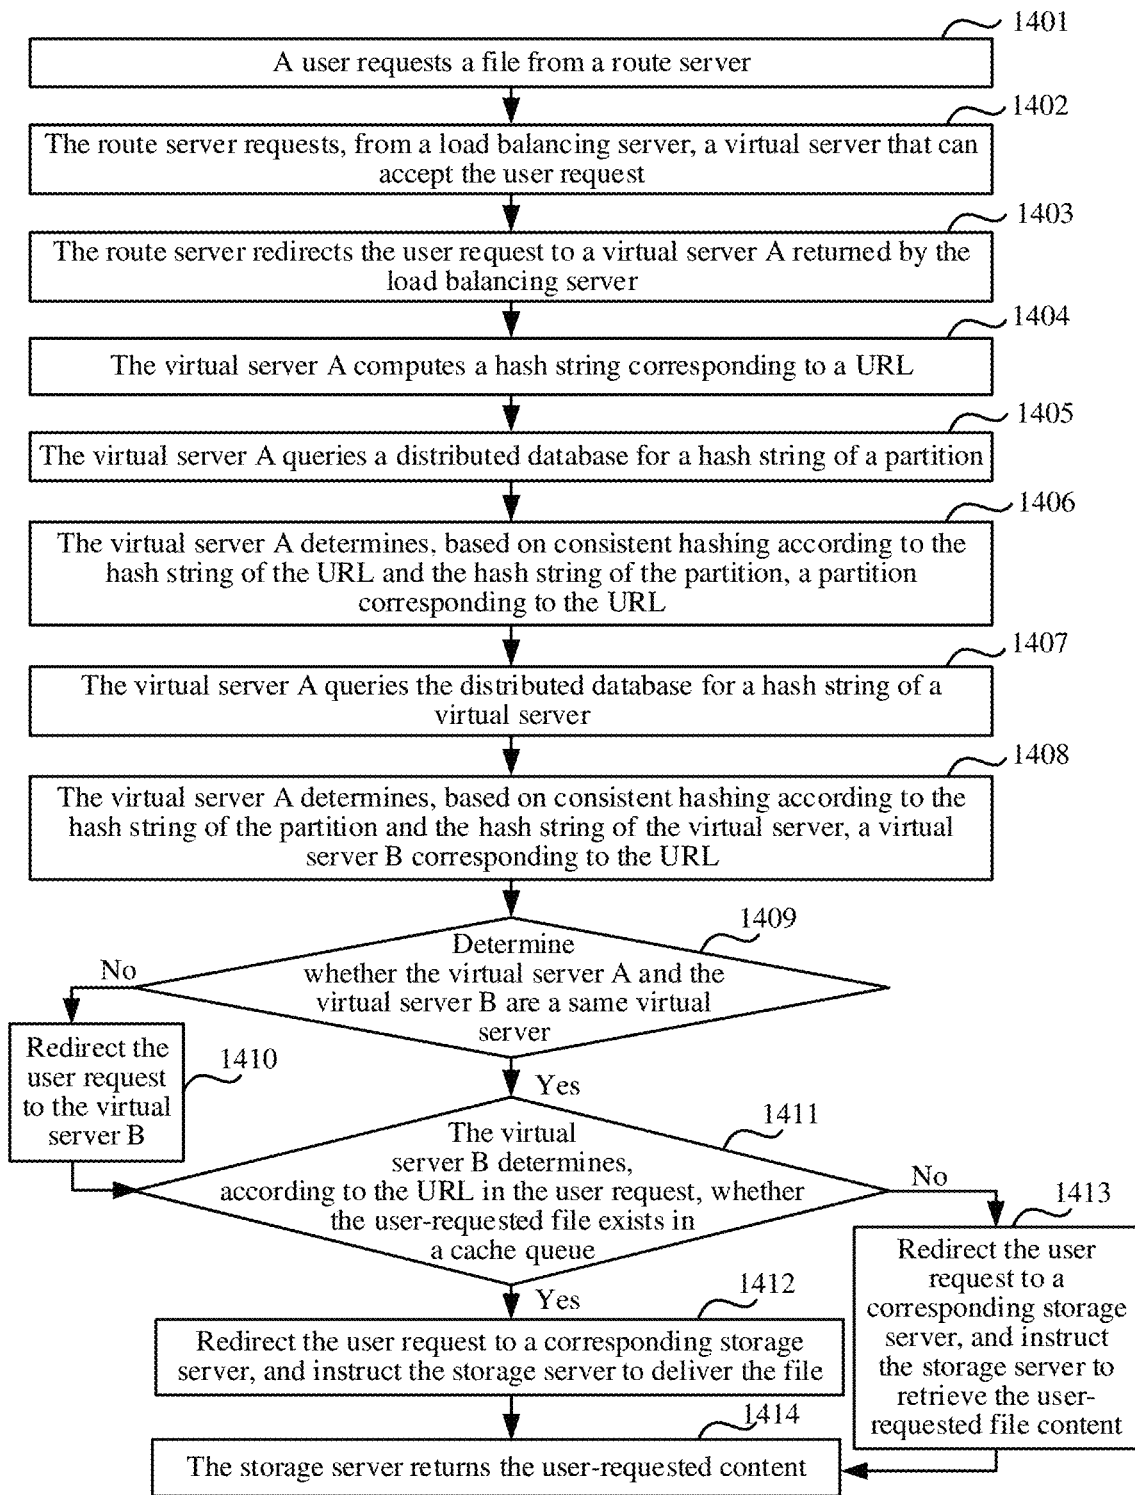 1401
A user requests a file from a route server
1402
The route server requests, from a load balancing server, a virtual server that can
accept the user request
1403
The route server redirects the user request to a virtual server A returned by the
load balancing server
1404
The virtual server A computes a hash string corresponding to a URL
1405
The virtual server A queries a distributed database for a hash string of a partition
1406
The virtual server A determines, based on consistent hashing according to the
hash string of the URL and the hash string of the partition, a partition
corresponding to the URL
1407
The virtual server A queries the distributed database for a hash string of a
virtual server
1408
The virtual server A determines, based on consistent hashing according to the
hash string of the partition and the hash string of the virtual server, a virtual
server B corresponding to the URL
1409
Determine
whether the virtual server A and the
virtual server B are a same virtual
server
No
Yes
1410
Redirect the
user request
to the virtual
server B
1411
The virtual
server B determines,
according to the URL in the user request, whether
the user-requested file exists in
a cache queue
No
Yes
1412
Redirect the user request to a corresponding storage
server, and instruct the storage server to deliver the file
1413
Redirect the user
request to a
corresponding storage
server, and instruct
the storage server to
retrieve the user-
requested file content
1414
The storage server returns the user-requested content